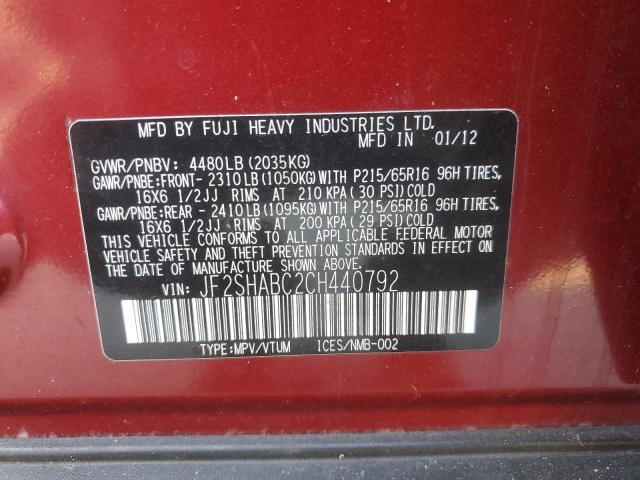 MFD BY FUJI HEAVY INDUSTRIES LTD.
MFD IN 01/12
GVWR/PNBV: 4480LB (2035KG)
GAWR/PNBE:FRONT- 2310LB(1050KG)WITH P215/65R16 96H TIRES,
16X6 1/2JJ RIMS AT 210 KPA(30 PSI)COLD
GAWR/PNBE:REAR - 2410LB(1095KG)WITH P215/65R16 96H TIRES,
16X6 1/2JJ RIMS AT 200 KPA(29 PSI)COLD
THIS VEHICLE CONFORMS TO ALL APPLICABLE FEDERAL MOTOR
VEHICLE SAFETY AND THEFT PREVENTION STANDARDS IN EFFECT
ON THE DATE OF MANUFACTURE SHOWN ABOVE.
VIN: JF2SHABC2CH440792
TYPE:MPV/VTUM ICES/NMB-002